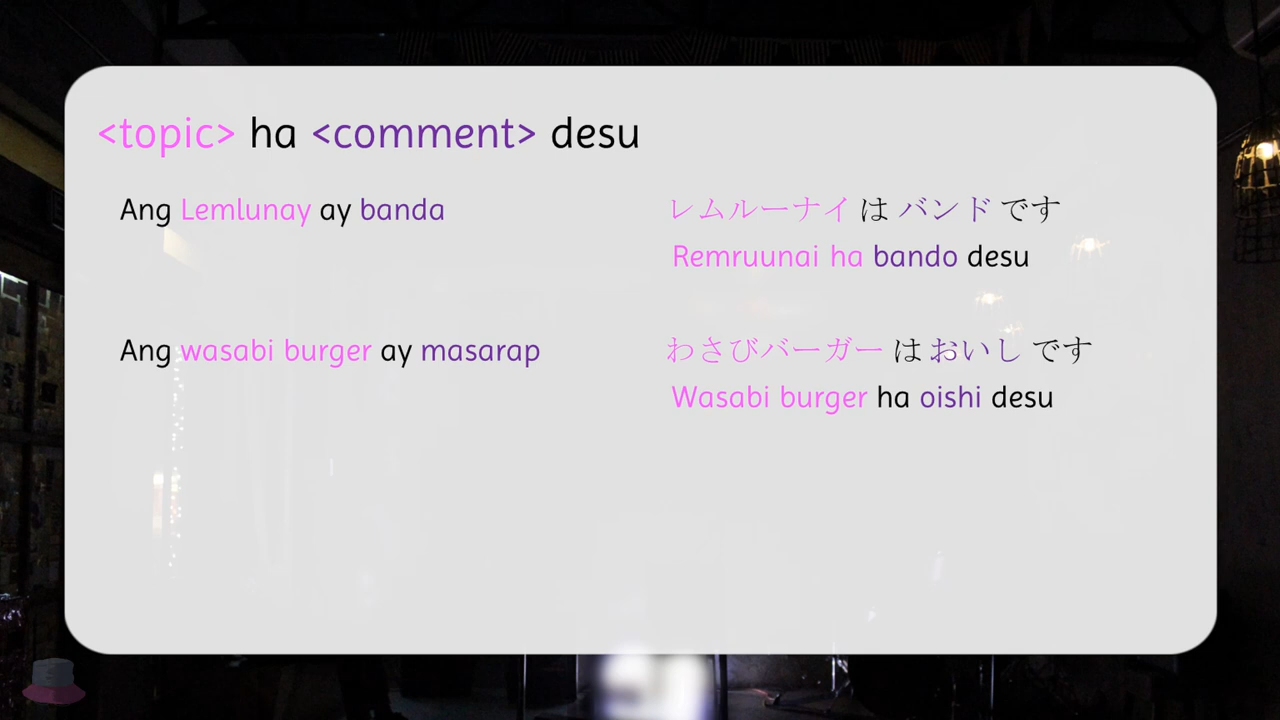 <topic> ha <comment> desu
Ang Lemlunay ay banda
レムルーナイ は バンド です
Remruunai ha bando desu
Ang wasabi burger ay masarap
わさびバーガー は おいし です
Wasabi burger ha oishi desu